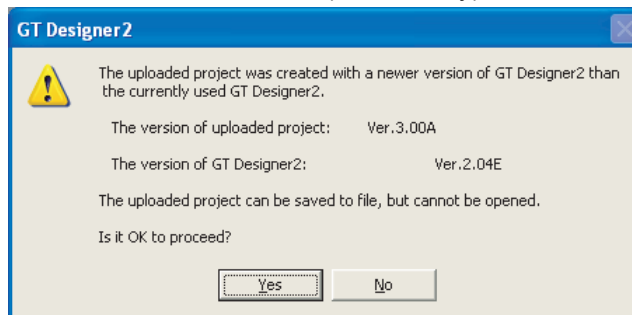 GT Designer2
The uploaded project was created with a newer version of GT Designer2 than
the currently used GT Designer2.
The version of uploaded project: Ver.3.00A
The version of GT Designer2: Ver.2.04E
The uploaded project can be saved to file, but cannot be opened.
Is it OK to proceed?
Yes No